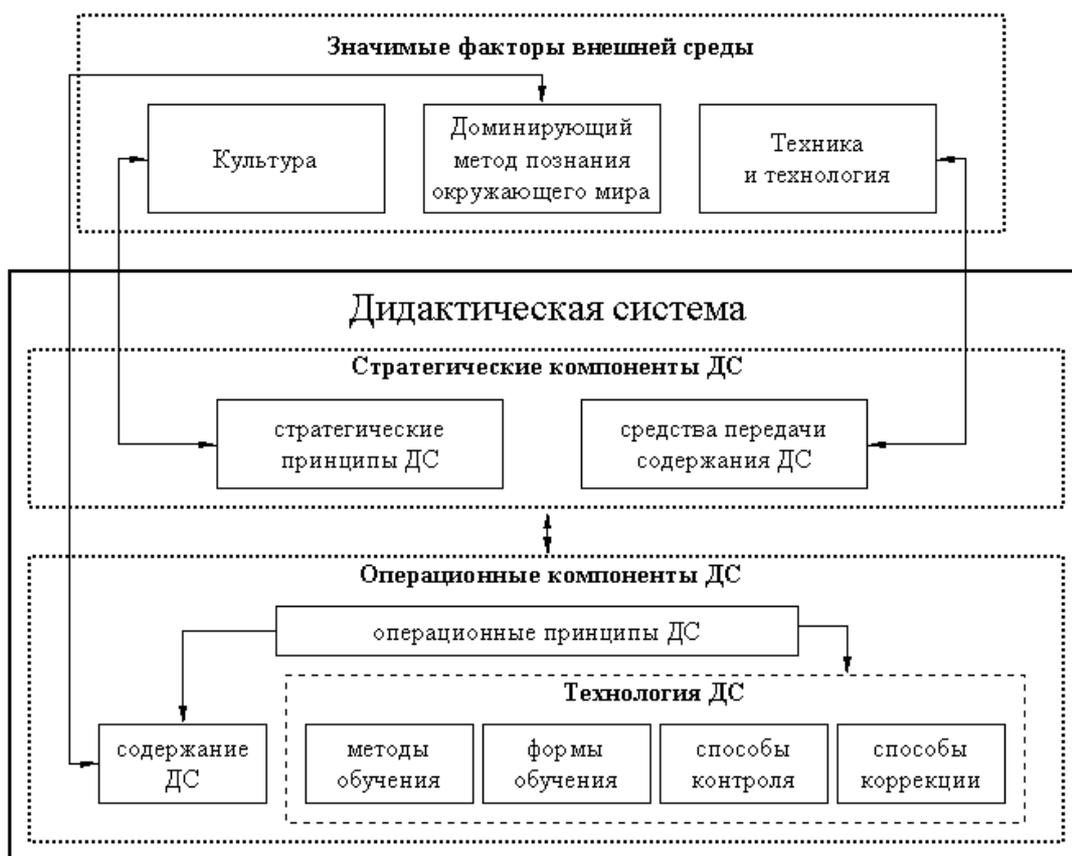 Значимые факторы внешней среды
Культура
Доминирующий
метод познания
окружающего мира
Техника
и технология
Дидактическая система
Стратегические компоненты ДС
стратегические
принципы ДС
средства передачи
содержания ДС
Операционные компоненты ДС
операционные принципы ДС
Технология ДС
содержание
ДС
методы
обучения
формы
обучения
способы
контроля
способы
коррекции